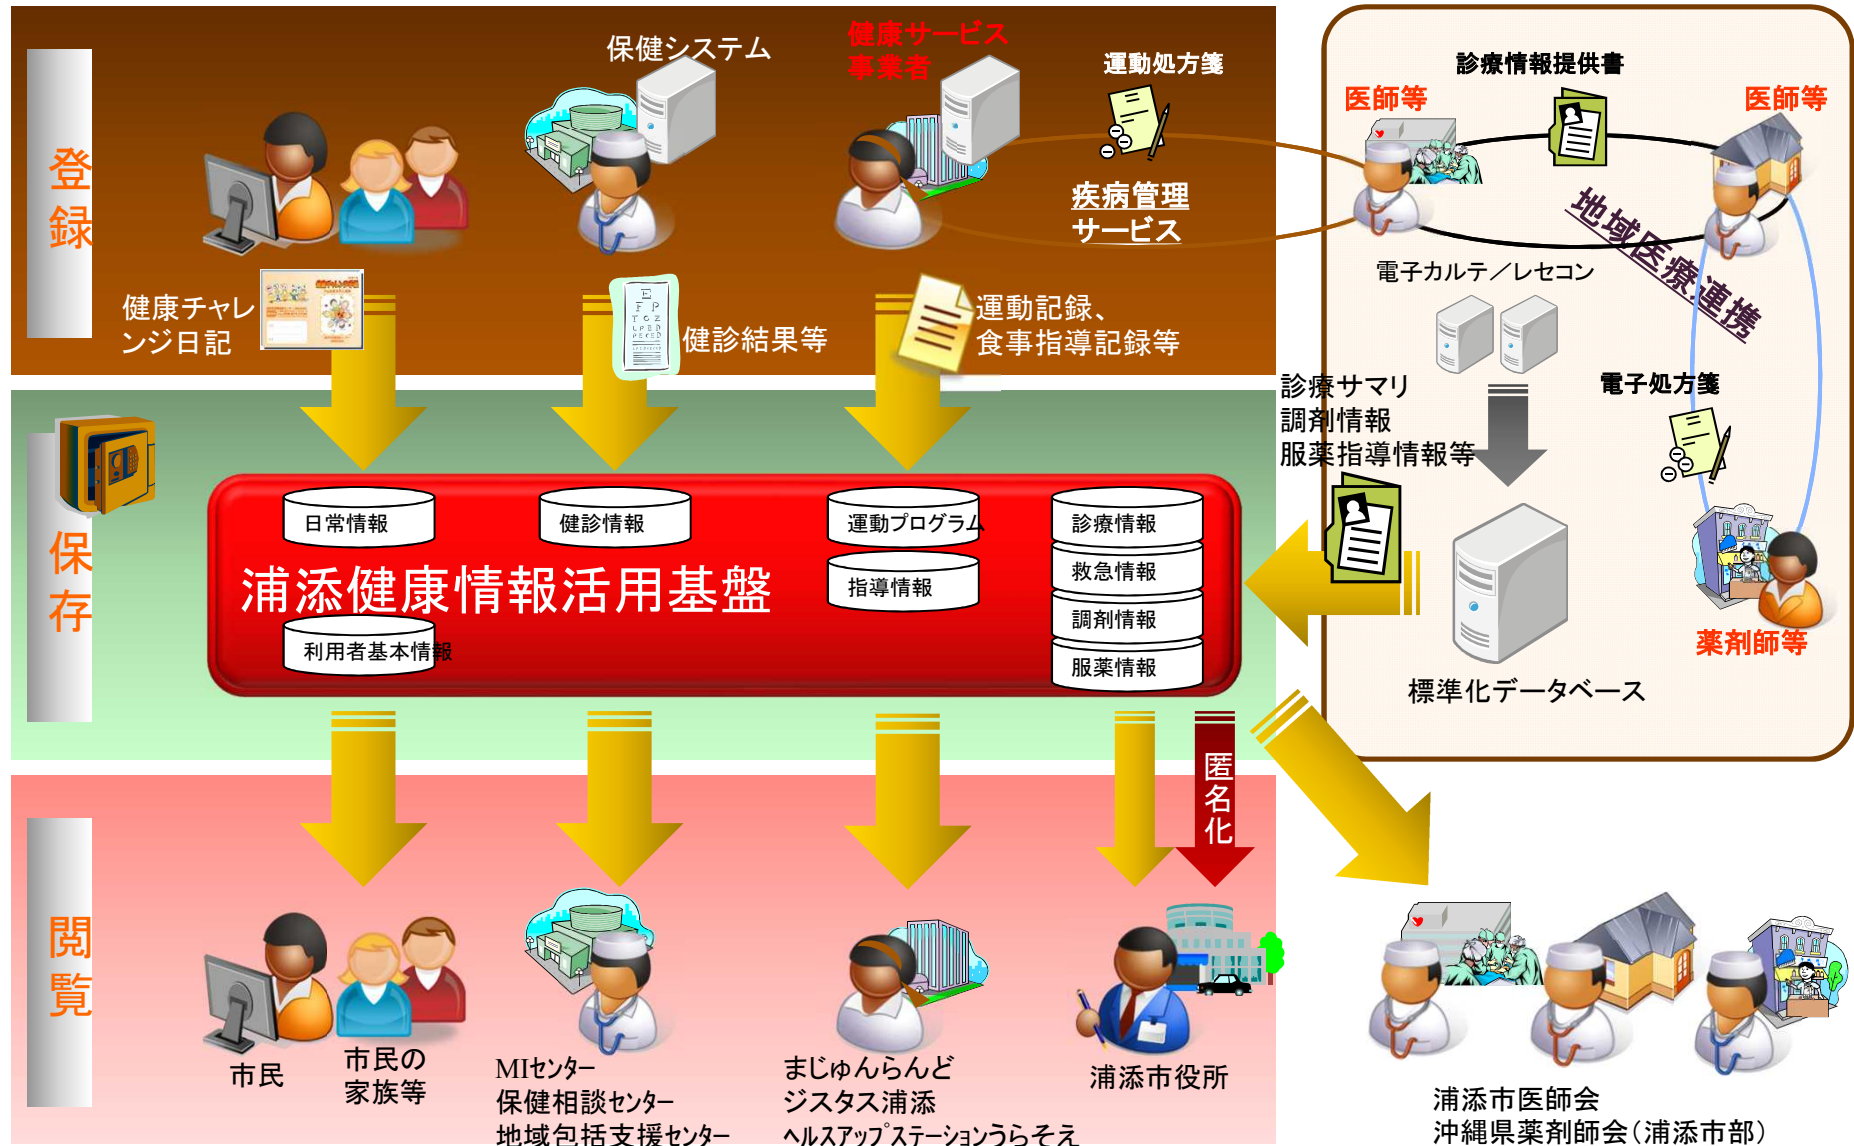 登録
保健システム
健康サービス
事業者
運動処方箋
疾病管理
サービス
健康チャレ
ンジ日記
健診結果等
運動記録、
食事指導記録等
診療情報提供書
医師等
医師等
地域医療連携
電子カルテ／レセコン
診療サマリ
調剤情報
服薬指導情報等
電子処方箋
薬剤師等
標準化データベース
保存
日常情報
健診情報
運動プログラム
診療情報
救急情報
指導情報
浦添健康情報活用基盤
調剤情報
利用者基本情報
服薬情報
匿名化
閲覧
市民
市民の
家族等
MIセンター
保健相談センター
地域包括支援センター
まじゅんらんど
ジスタス浦添
ヘルスアップステーションうらそえ
浦添市役所
浦添市医師会
沖縄県薬剤師会（浦添市部）